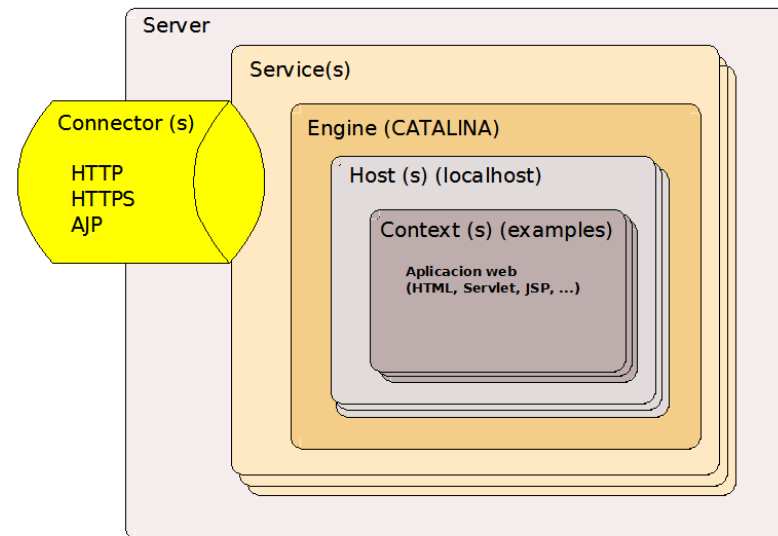 Server
Service(s)
Connector (s)
Engine (CATALINA)
HTTP
HTTPS
AJP
Host (s) (localhost)
Context (s) (examples)
Aplicacion web
(HTML, Servlet, JSP, ...)